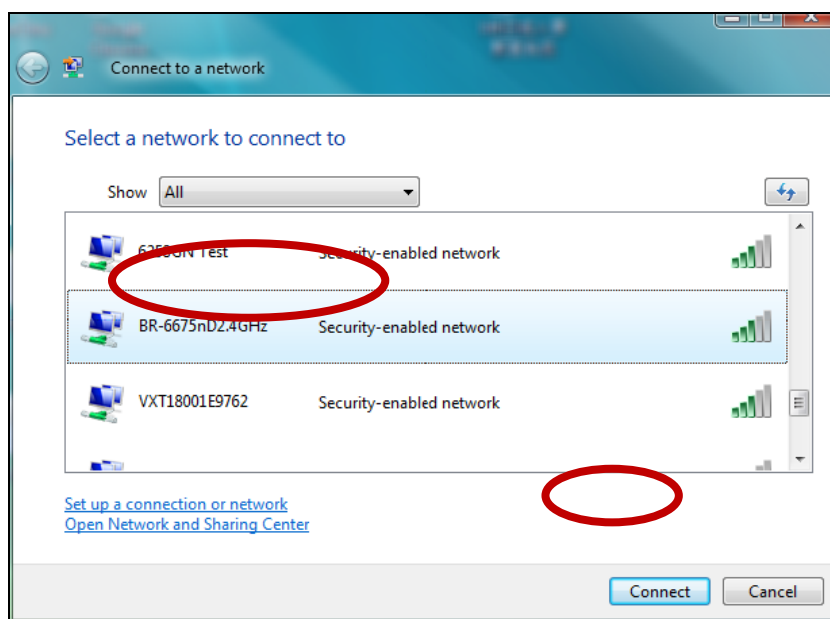 Connect to a network
Select a network to connect to
Show All
Test Security-enabled network
BR-6675nD2.4GHz Security-enabled network
VXT18001E9762 Security-enabled network
Set up a connection or network
Open Network and Sharing Center
Connect Cancel